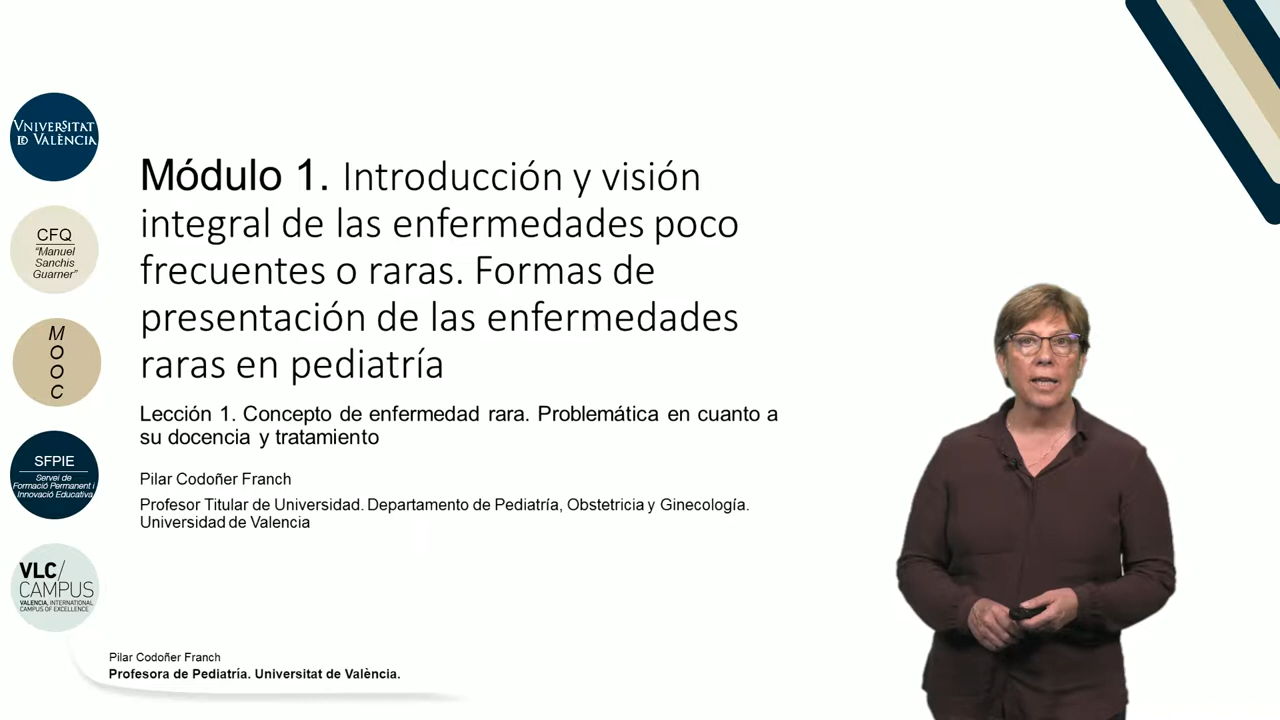 VNIVERSITAT
ID VALÈNCIA
CFQ
“Manuel
Sanchis
Guarner”
M
O
O
C
SFPIE
Servei de
Formació Permanent i
Innovació Educativa
VLC/
CAMPUS
VALENCIA, INTERNATIONAL
CAMPUS OF EXCELLENCE
Módulo 1. Introducción y visión
integral de las enfermedades poco
frecuentes o raras. Formas de
presentación de las enfermedades
raras en pediatría
Lección 1. Concepto de enfermedad rara. Problemática en cuanto a
su docencia y tratamiento
Pilar Codoñer Franch
Profesor Titular de Universidad. Departamento de Pediatría, Obstetricia y Ginecología.
Universidad de Valencia
Pilar Codoñer Franch
Profesora de Pediatría. Universitat de València.